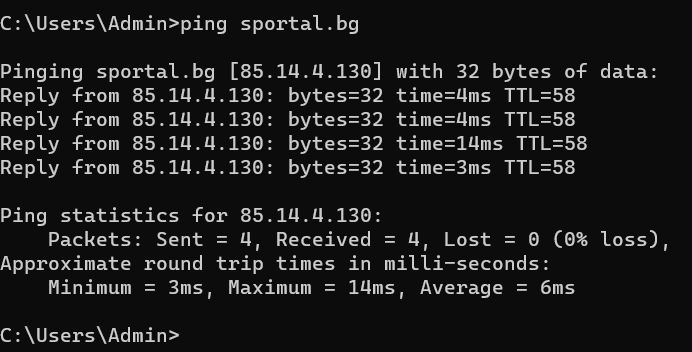 C:\Users\Admin>ping sportal.bg
Pinging sportal.bg [85.14.4.130] with 32 bytes of data:
Reply from 85.14.4.130: bytes=32 time=4ms TTL=58
Reply from 85.14.4.130: bytes=32 time=4ms TTL=58
Reply from 85.14.4.130: bytes=32 time=14ms TTL=58
Reply from 85.14.4.130: bytes=32 time=3ms TTL=58
Ping statistics for 85.14.4.130:
    Packets: Sent = 4, Received = 4, Lost = 0 (0% loss),
Approximate round trip times in milli-seconds:
    Minimum = 3ms, Maximum = 14ms, Average = 6ms
C:\Users\Admin>